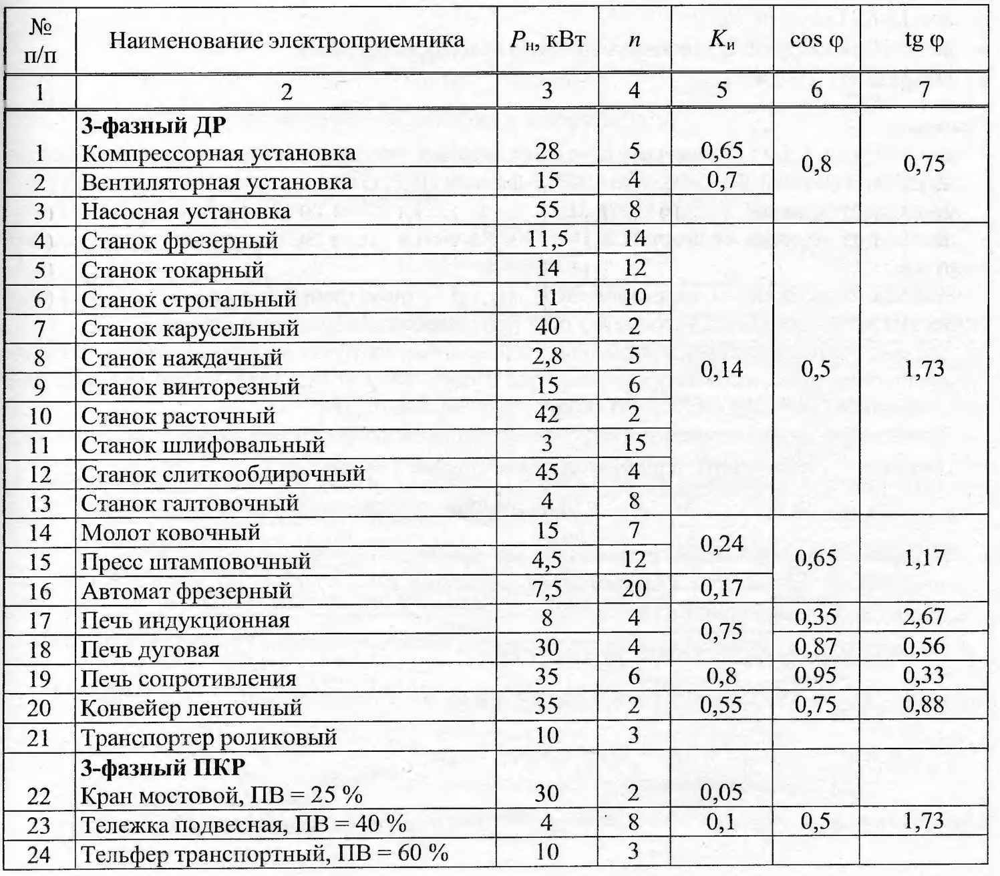 № п/п Наименование электроприемника Pн, кВт n Kи cos φ tg φ
1 2 3 4 5 6 7
3-фазный ДР
1 Компрессорная установка 28 5 0,65 0,8 0,75
2 Вентиляторная установка 15 4 0,7
3 Насосная установка 55 8
4 Станок фрезерный 11,5 14
5 Станок токарный 14 12
6 Станок строгальный 11 10
7 Станок карусельный 40 2
8 Станок наждачный 2,8 5 0,14 0,5 1,73
9 Станок винторезный 15 6
10 Станок расточный 42 2
11 Станок шлифовальный 3 15
12 Станок слиткообдирочный 45 4
13 Станок галтовочный 4 8
14 Молот ковочный 15 7 0,24
15 Пресс штамповочный 4,5 12 0,65 1,17
16 Автомат фрезерный 7,5 20 0,17
17 Печь индукционная 8 4 0,75 0,35 2,67
18 Печь дуговая 30 4 0,87 0,56
19 Печь сопротивления 35 6 0,8 0,95 0,33
20 Конвейер ленточный 35 2 0,55 0,75 0,88
21 Транспортер роликовый 10 3
3-фазный ПКР
22 Кран мостовой, ПВ = 25 % 30 2 0,05
23 Тележка подвесная, ПВ = 40 % 4 8 0,1 0,5 1,73
24 Тельфер транспортный, ПВ = 60 % 10 3